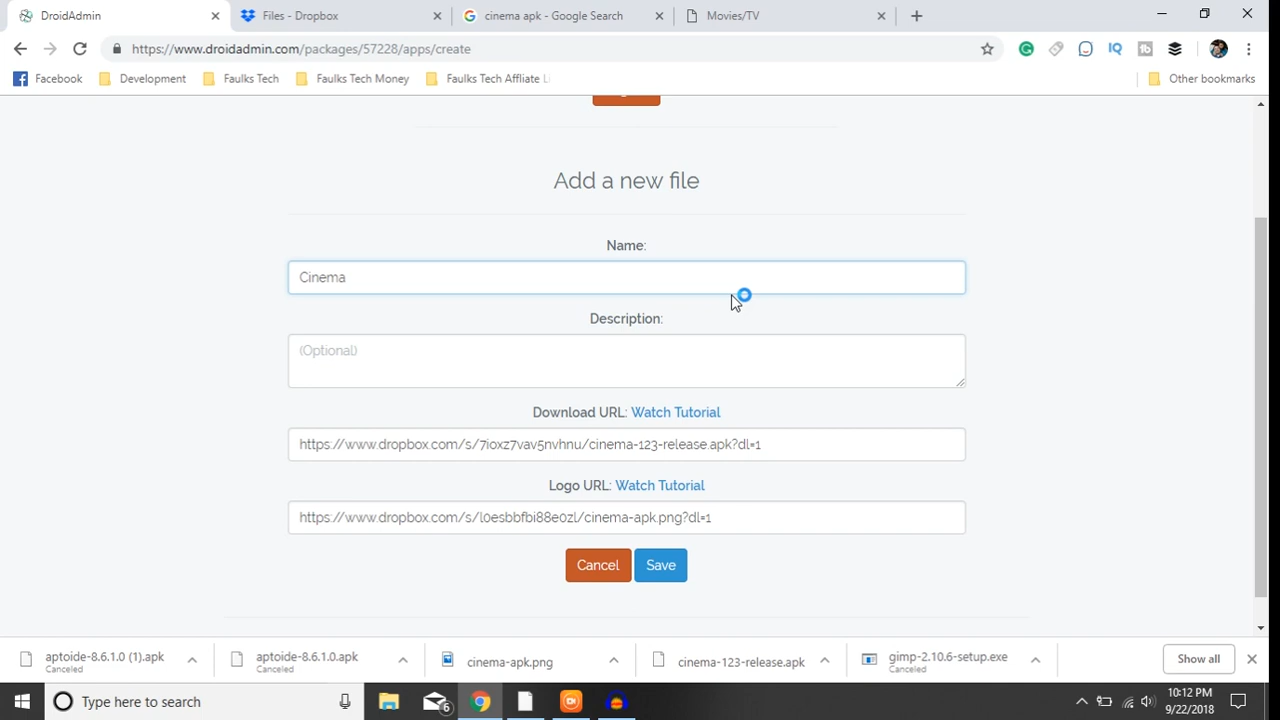 DroidAdmin
Files - Dropbox
cinema apk - Google Search
Movies/TV
https://www.droidadmin.com/packages/57228/apps/create
IQ
Facebook
Development
Faulks Tech
Faulks Tech Money
Faulks Tech Affliate Li
Other bookmarks
Add a new file
Name:
Cinema
Description:
(Optional)
Download URL: Watch Tutorial
https://www.dropbox.com/s/7ioxz7vav5nvhnu/cinema-123-release.apk?dl=1
Logo URL: Watch Tutorial
https://www.dropbox.com/s/l0esbbfbi88e0zl/cinema-apk.png?dl=1
Cancel
Save
aptoide-8.6.1.0 (1).apk
Canceled
aptoide-8.6.1.0.apk
Canceled
cinema-apk.png
cinema-123-release.apk
gimp-2.10.6-setup.exe
Canceled
Show all
Type here to search
6
10:12 PM
9/22/2018